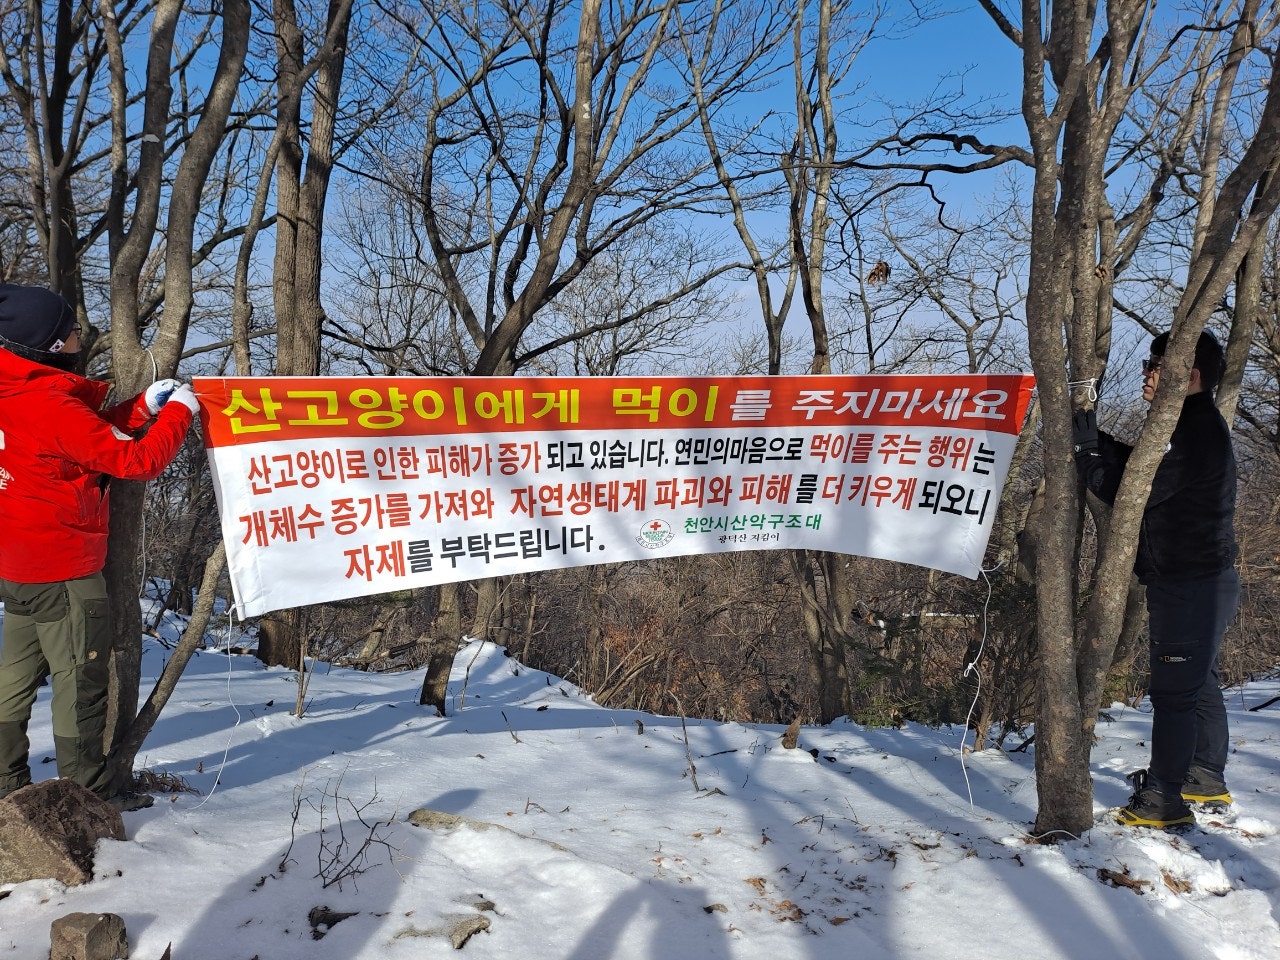 산고양이에게 먹이를 주지마세요
산고양이로 인한 피해가 증가 되고 있습니다. 연민의마음으로 먹이를 주는 행위는
개체수 증가를 가져와 자연생태계 파괴와 피해를 더 키우게 되오니
자제를 부탁드립니다.
천안시산악구조대
광덕산 지킴이